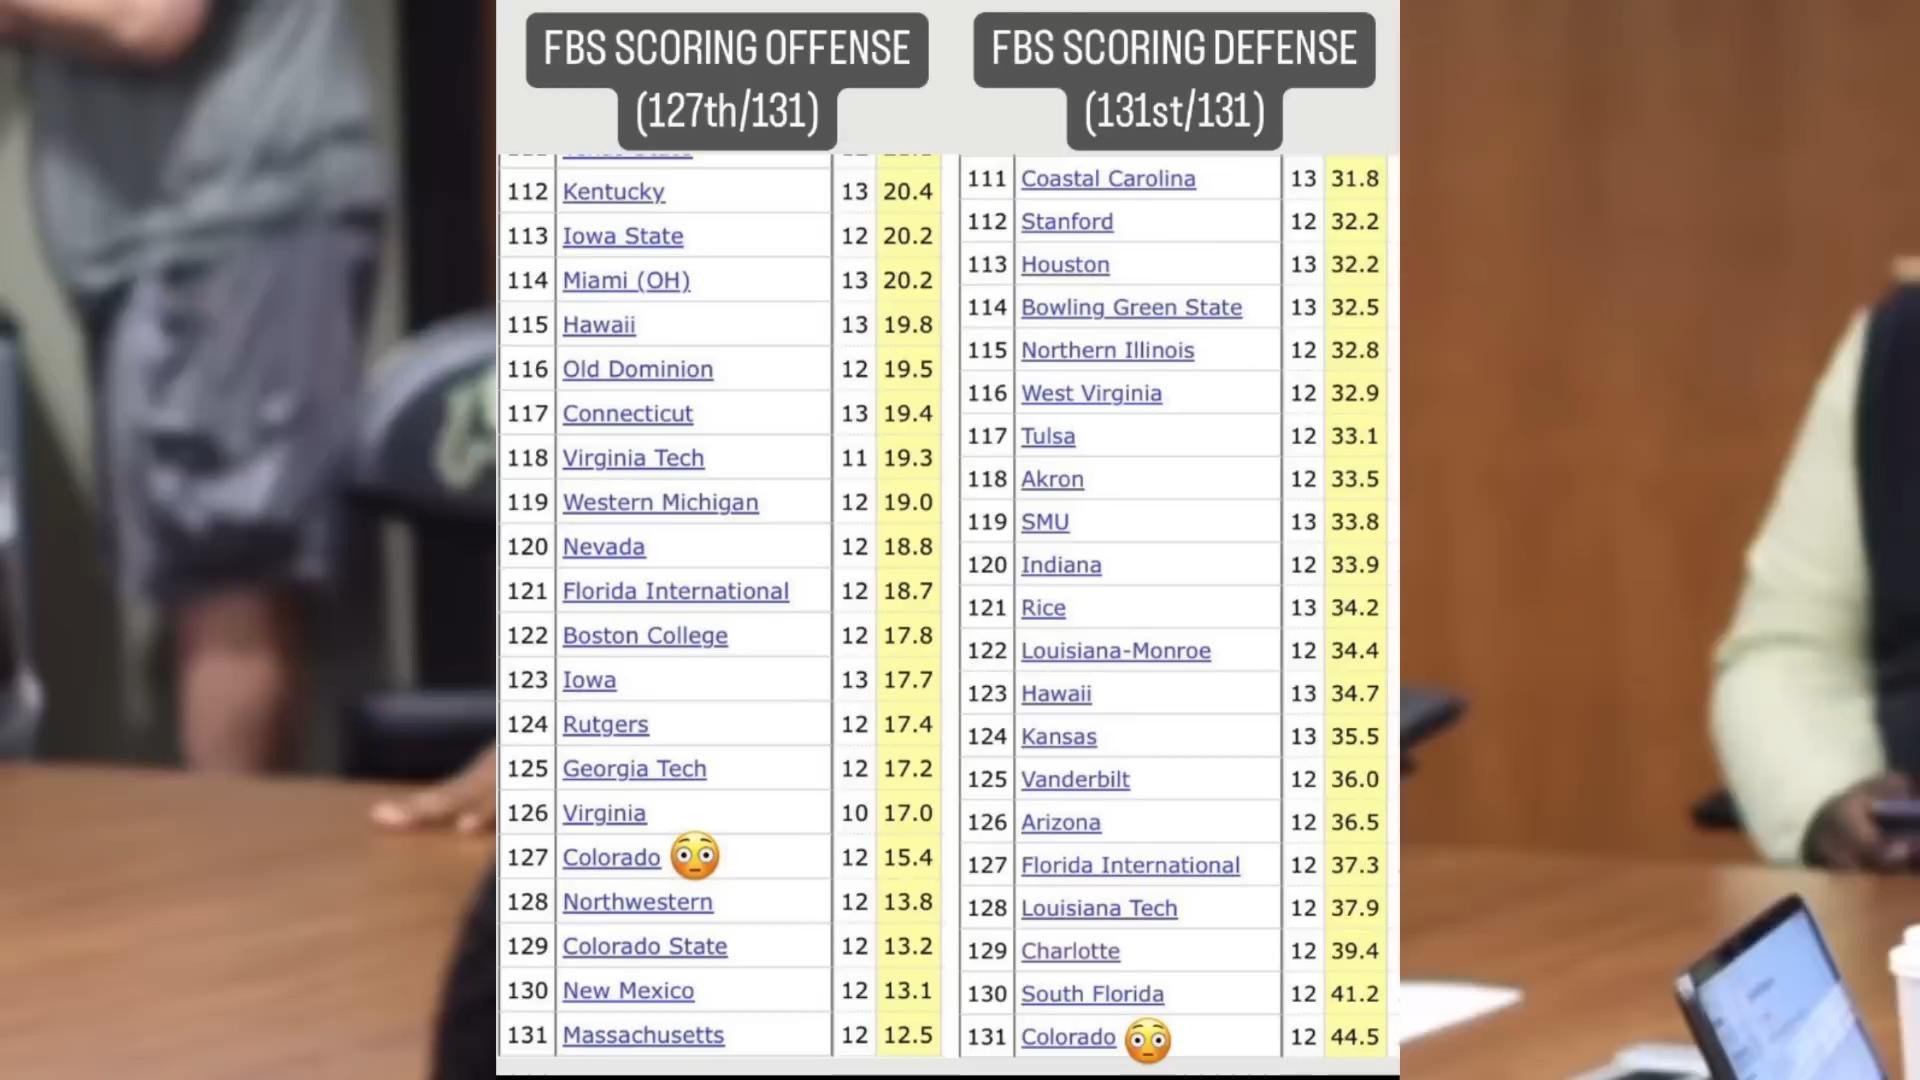 FBS SCORING OFFENSE
(127th/131)
112 Kentucky 13 20.4
113 Iowa State 12 20.2
114 Miami (OH) 13 20.2
115 Hawaii 13 19.8
116 Old Dominion 12 19.5
117 Connecticut 13 19.4
118 Virginia Tech 11 19.3
119 Western Michigan 12 19.0
120 Nevada 12 18.8
121 Florida International 12 18.7
122 Boston College 12 17.8
123 Iowa 13 17.7
124 Rutgers 12 17.4
125 Georgia Tech 12 17.2
126 Virginia 10 17.0
127 Colorado 😳 12 15.4
128 Northwestern 12 13.8
129 Colorado State 12 13.2
130 New Mexico 12 13.1
131 Massachusetts 12 12.5
FBS SCORING DEFENSE
(131st/131)
111 Coastal Carolina 13 31.8
112 Stanford 12 32.2
113 Houston 13 32.2
114 Bowling Green State 13 32.5
115 Northern Illinois 12 32.8
116 West Virginia 12 32.9
117 Tulsa 12 33.1
118 Akron 12 33.5
119 SMU 13 33.8
120 Indiana 12 33.9
121 Rice 13 34.2
122 Louisiana-Monroe 12 34.4
123 Hawaii 13 34.7
124 Kansas 13 35.5
125 Vanderbilt 12 36.0
126 Arizona 12 36.5
127 Florida International 12 37.3
128 Louisiana Tech 12 37.9
129 Charlotte 12 39.4
130 South Florida 12 41.2
131 Colorado 😳 12 44.5